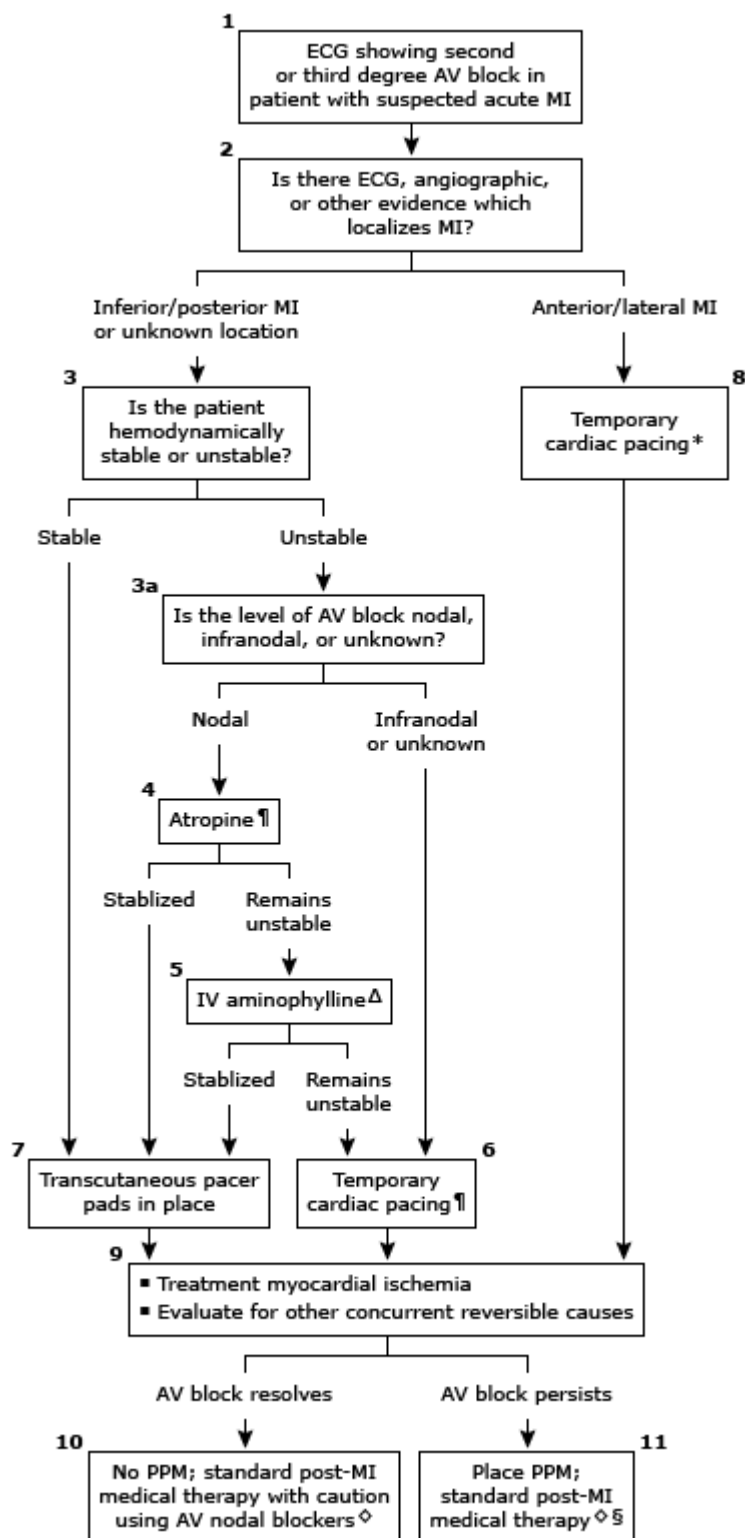 1
ECG showing second
or third degree AV block in
patient with suspected acute MI
2
Is there ECG, angiographic,
or other evidence which
localizes MI?
Inferior/posterior MI
or unknown location
Anterior/lateral MI
3
Is the patient
hemodynamically
stable or unstable?
8
Temporary
cardiac pacing*
Stable
Unstable
3a
Is the level of AV block nodal,
infranodal, or unknown?
Nodal
Infranodal
or unknown
4
Atropine¶
Stablized
Remains
unstable
5
IV aminophyllineΔ
Stablized
Remains
unstable
7
Transcutaneous pacer
pads in place
6
Temporary
cardiac pacing¶
9
▪ Treatment myocardial ischemia
▪ Evaluate for other concurrent reversible causes
AV block resolves
AV block persists
10
No PPM; standard post-MI
medical therapy with caution
using AV nodal blockers◇
11
Place PPM;
standard post-MI
medical therapy◇§